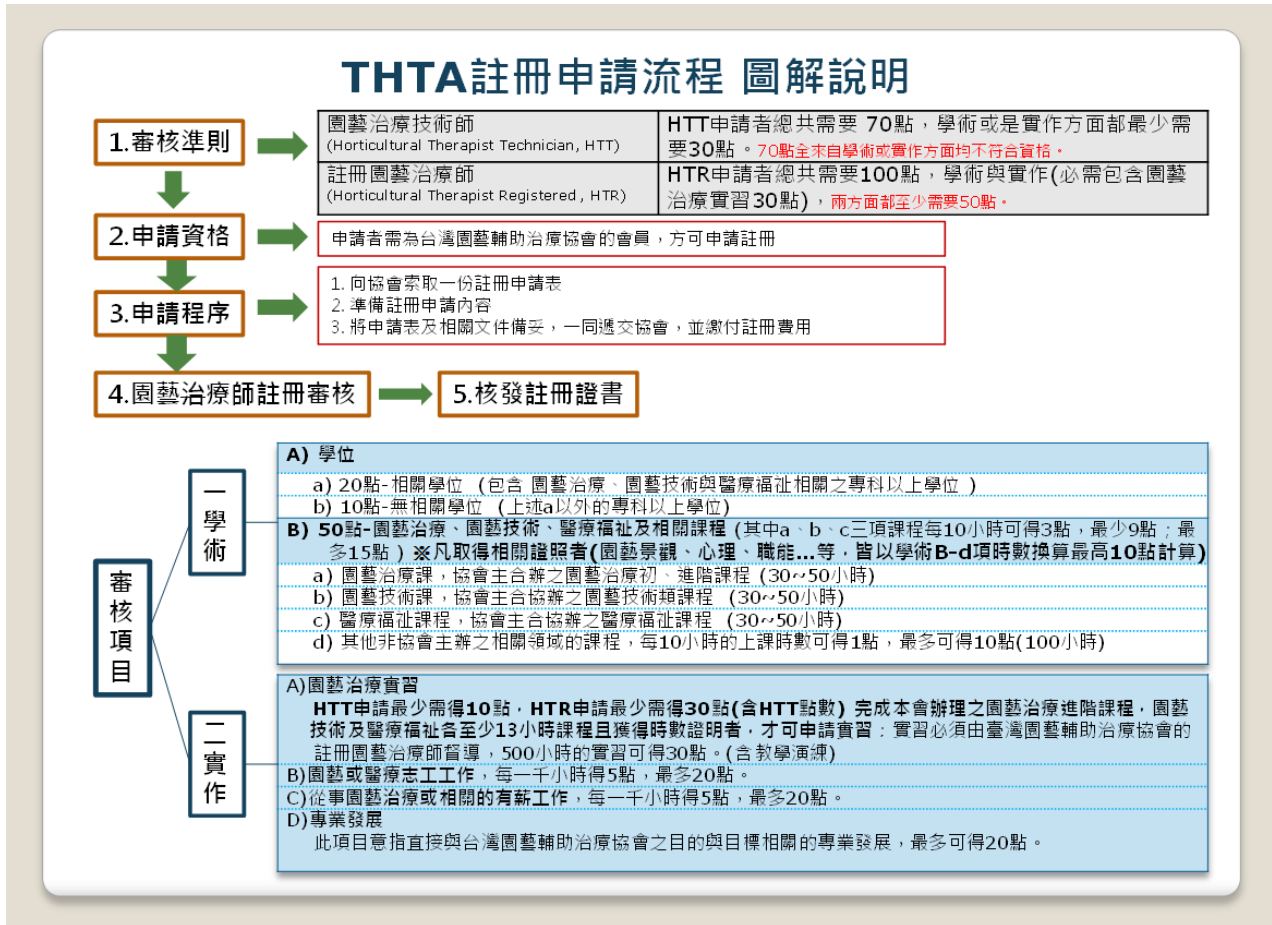 THTA註冊申請流程 圖解說明
1.審核準則
園藝治療技術師
(Horticultural Therapist Technician, HTT)
HTT申請者總共需要 70點，學術或是實作方面都最少需
要30點。70點全來自學術或實作方面均不符合資格。
註冊園藝治療師
(Horticultural Therapist Registered , HTR)
HTR申請者總共需要100點，學術與實作(必需包含園藝
治療實習30點)，兩方面都至少需要50點。
2.申請資格
申請者需為台灣園藝輔助治療協會的會員，方可申請註冊
3.申請程序
1. 向協會索取一份註冊申請表
2. 準備註冊申請內容
3. 將申請表及相關文件備妥，一同遞交協會，並繳付註冊費用
4.園藝治療師註冊審核
5.核發註冊證書
審核項目
一學術
A) 學位
a) 20點-相關學位 (包含 園藝治療、園藝技術與醫療福祉相關之專科以上學位 )
b) 10點-無相關學位 (上述a以外的專科以上學位)
B) 50點-園藝治療、園藝技術、醫療福祉及相關課程 (其中a、b、c三項課程每10小時可得3點，最少9點；最
多15點 ) ※凡取得相關證照者(園藝景觀、心理、職能...等，皆以學術B-d項時數換算最高10點計算)
a) 園藝治療課，協會主合辦之園藝治療初、進階課程 (30~50小時)
b) 園藝技術課，協會主合協辦之園藝技術類課程 (30~50小時)
c) 醫療福祉課程，協會主合協辦之醫療福祉課程 (30~50小時)
d) 其他非協會主辦之相關領域的課程，每10小時的上課時數可得1點，最多可得10點(100小時)
二實作
A)園藝治療實習
HTT申請最少需得10點，HTR申請最少需得30點(含HTT點數) 完成本會辦理之園藝治療進階課程，園藝
技術及醫療福祉各至少13小時課程且獲得時數證明者，才可申請實習：實習必須由臺灣園藝輔助治療協會的
註冊園藝治療師督導，500小時的實習可得30點。(含教學演練)
B)園藝或醫療志工工作，每一千小時得5點，最多20點。
C)從事園藝治療或相關的有薪工作，每一千小時得5點，最多20點。
D)專業發展
此項目意指直接與台灣園藝輔助治療協會之目的與目標相關的專業發展，最多可得20點。